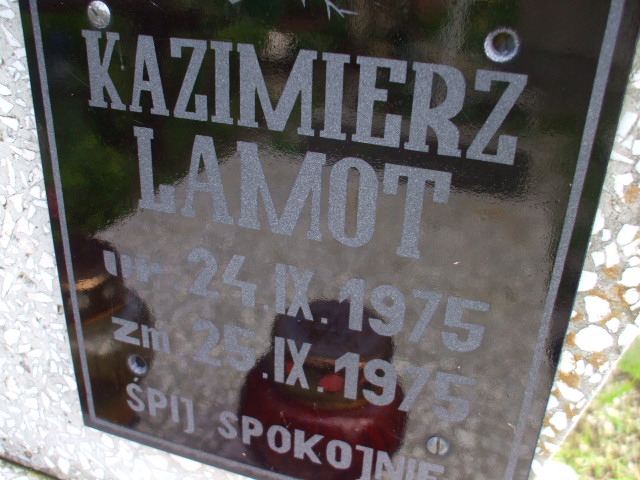 KAZIMIERZ
LAMOT
ur 24.IX.1975
zm 25.IX.1975
ŚPIJ SPOKOJNIE